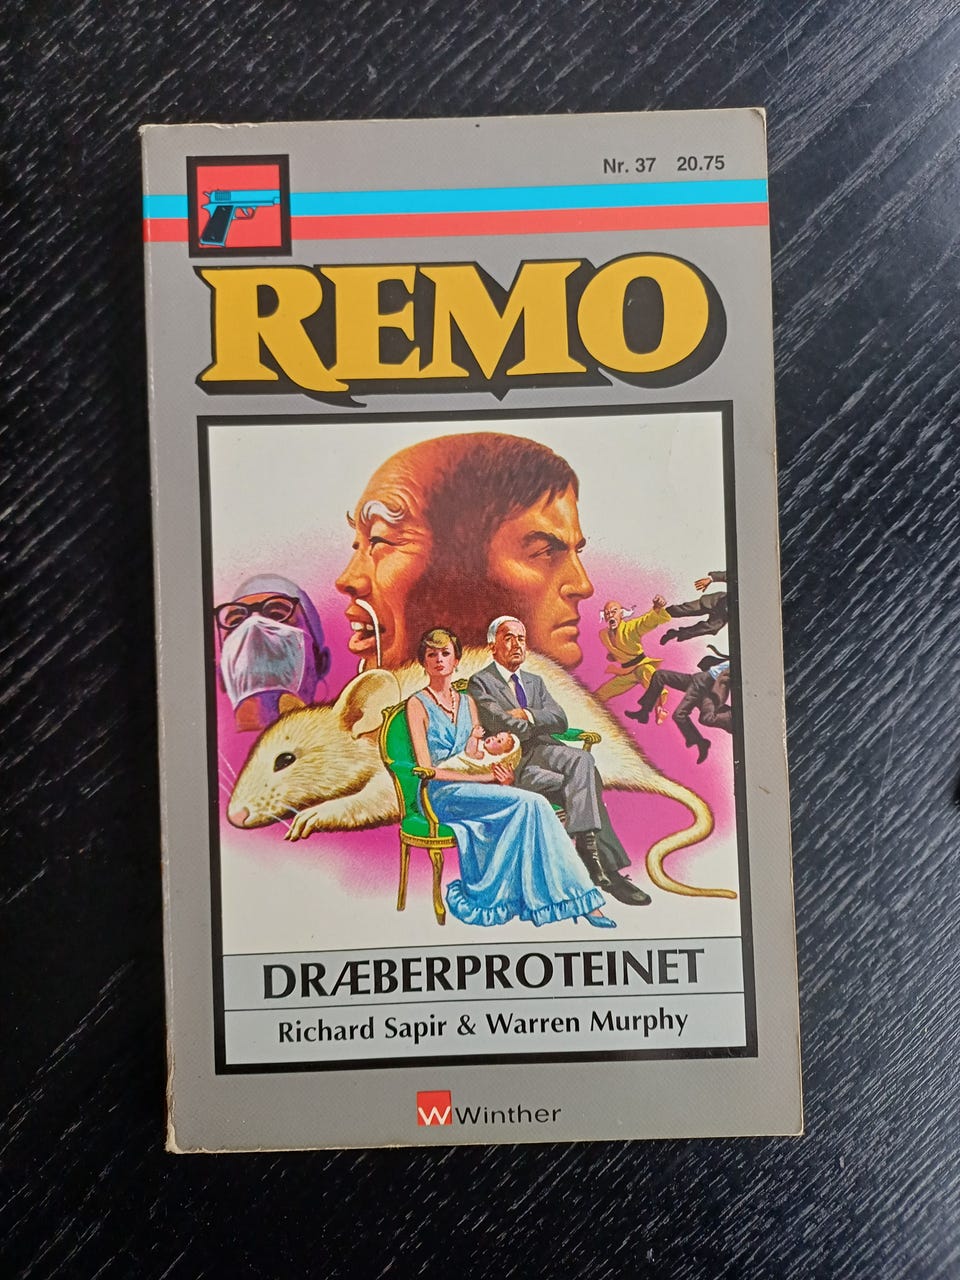 Nr. 37 20.75
REMO
DRÆBERPROTEINET
Richard Sapir & Warren Murphy
W Winther